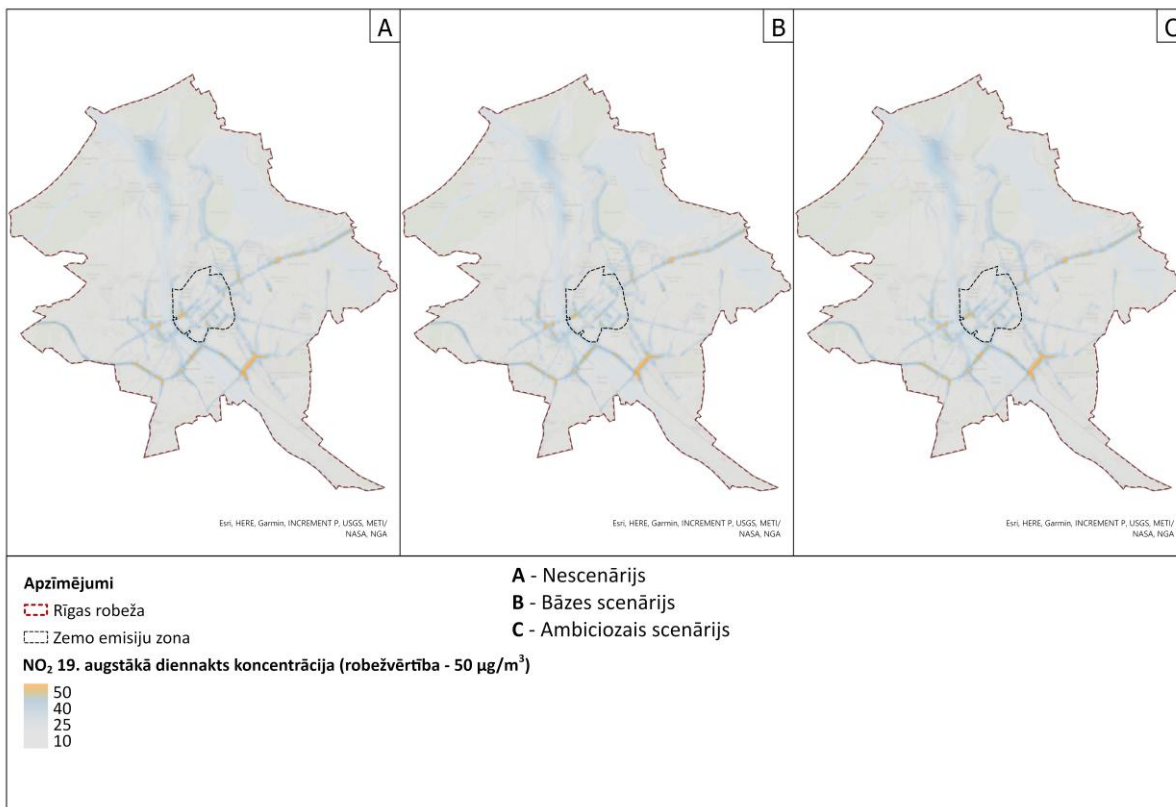 A
B
C
Esri, HERE, Garmin, INCREMENT P, USGS, METI/
NASA, NGA
Esri, HERE, Garmin, INCREMENT P, USGS, METI/
NASA, NGA
Esri, HERE, Garmin, INCREMENT P, USGS, METI/
NASA, NGA
Apzīmējumi
Rīgas robeža
Zemo emisiju zona
NO₂ 19. augstākā diennakts koncentrācija (robežvērtība - 50 µg/m³)
50
40
25
10
A - Nescenārijs
B - Bāzes scenārijs
C - Ambiciozais scenārijs